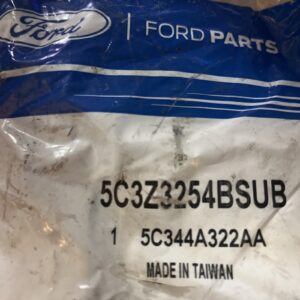 Ford FORD PARTS
5C3Z3254BSUB
1 5C344A322AA
MADE IN TAIWAN